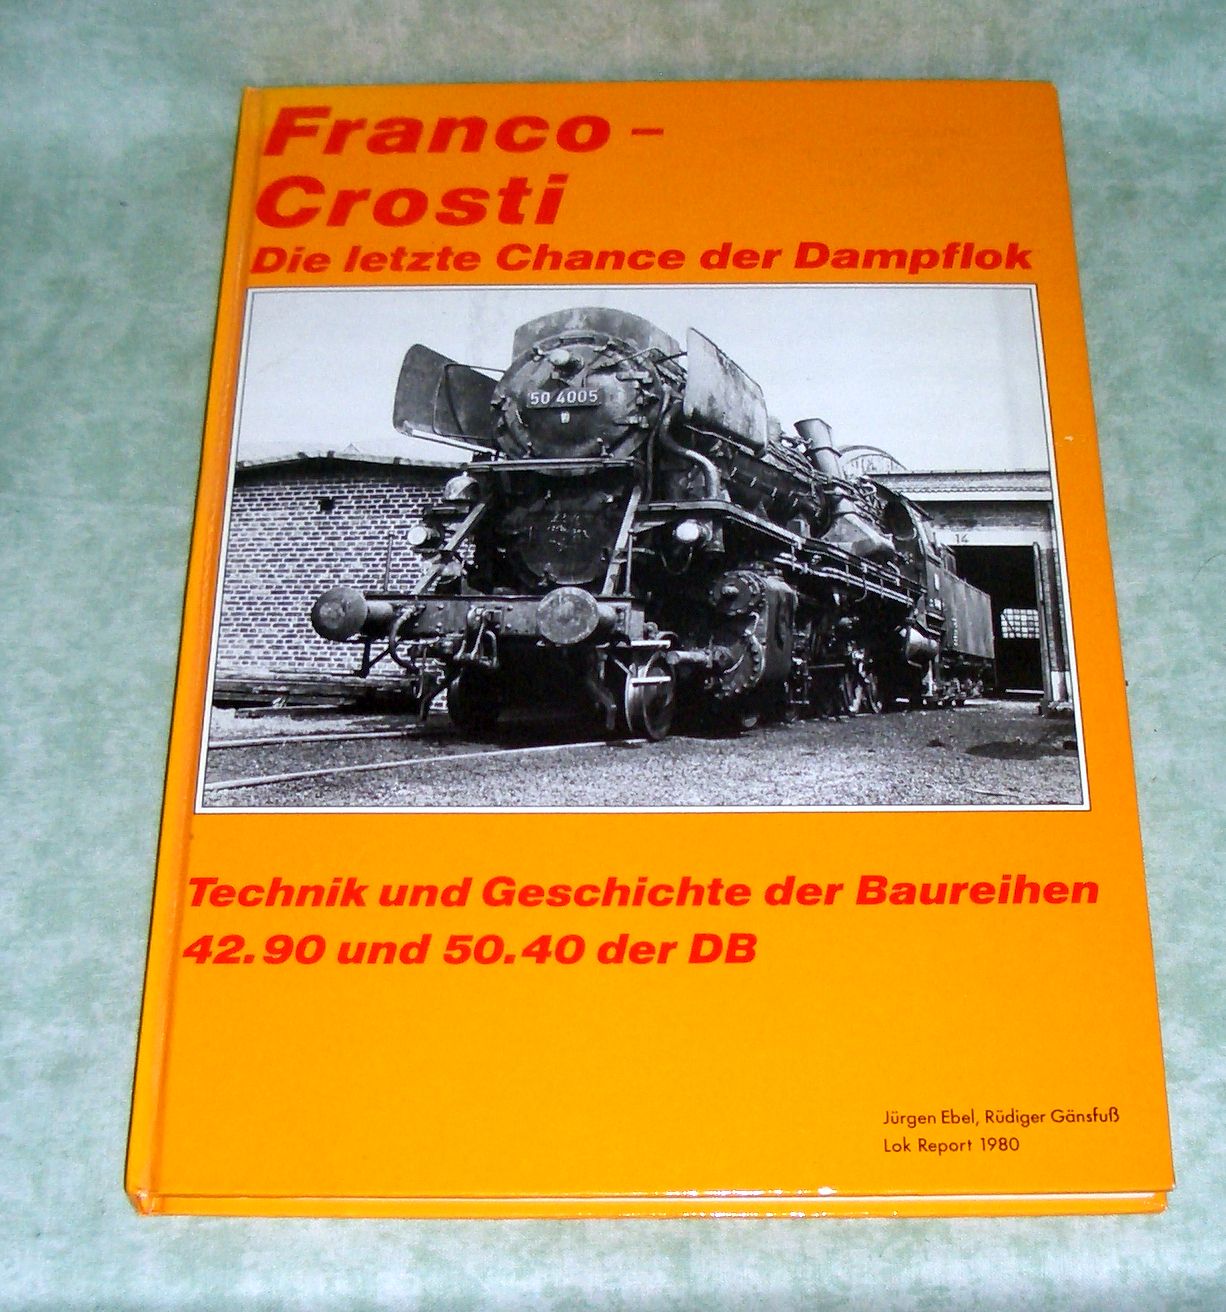 Franco –
Crosti
Die letzte Chance der Dampflok
50 4005
14
Technik und Geschichte der Baureihen
42.90 und 50.40 der DB
Jürgen Ebel, Rüdiger Gänsfuß
Lok Report 1980